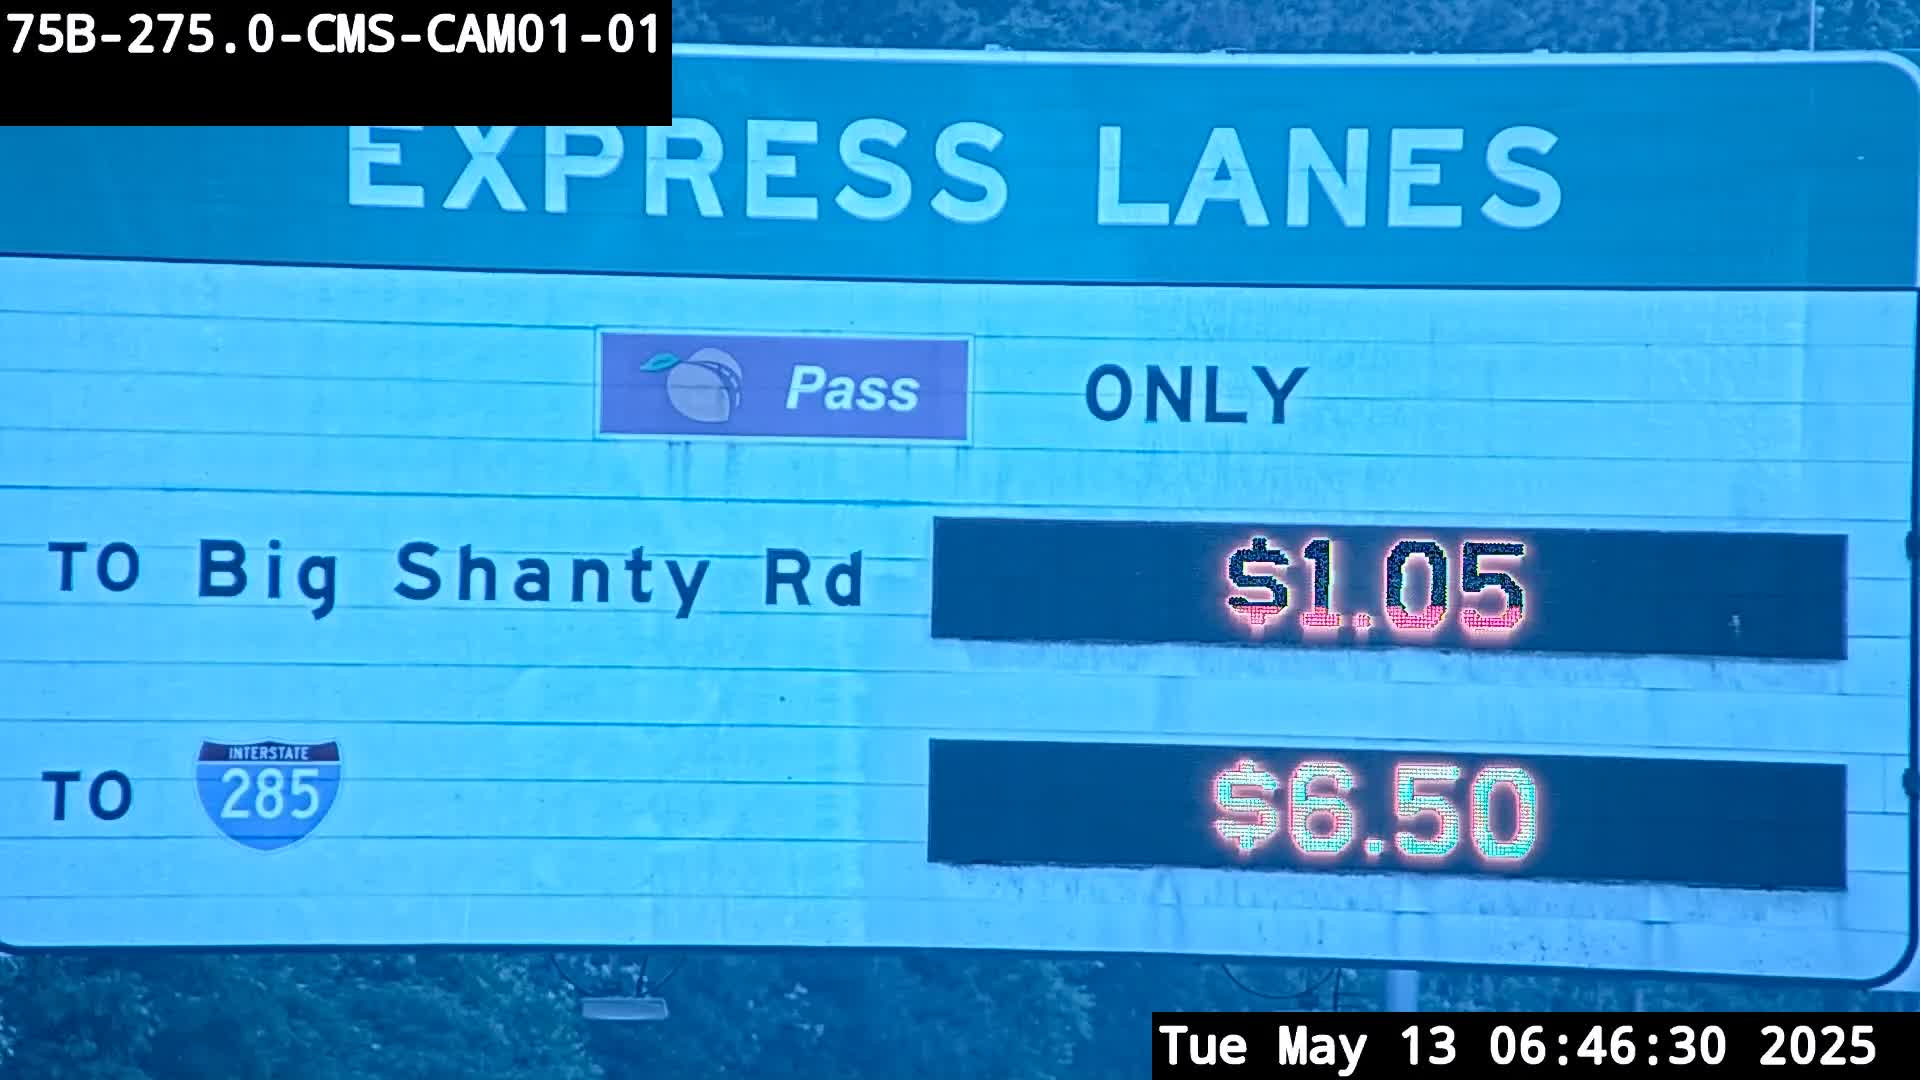 75B-275.0-CMS-CAM01-01
EXPRESS LANES
Pass ONLY
TO Big Shanty Rd $1.05
INTERSTATE
TO 285 $6.50
Tue May 13 06:46:30 2025